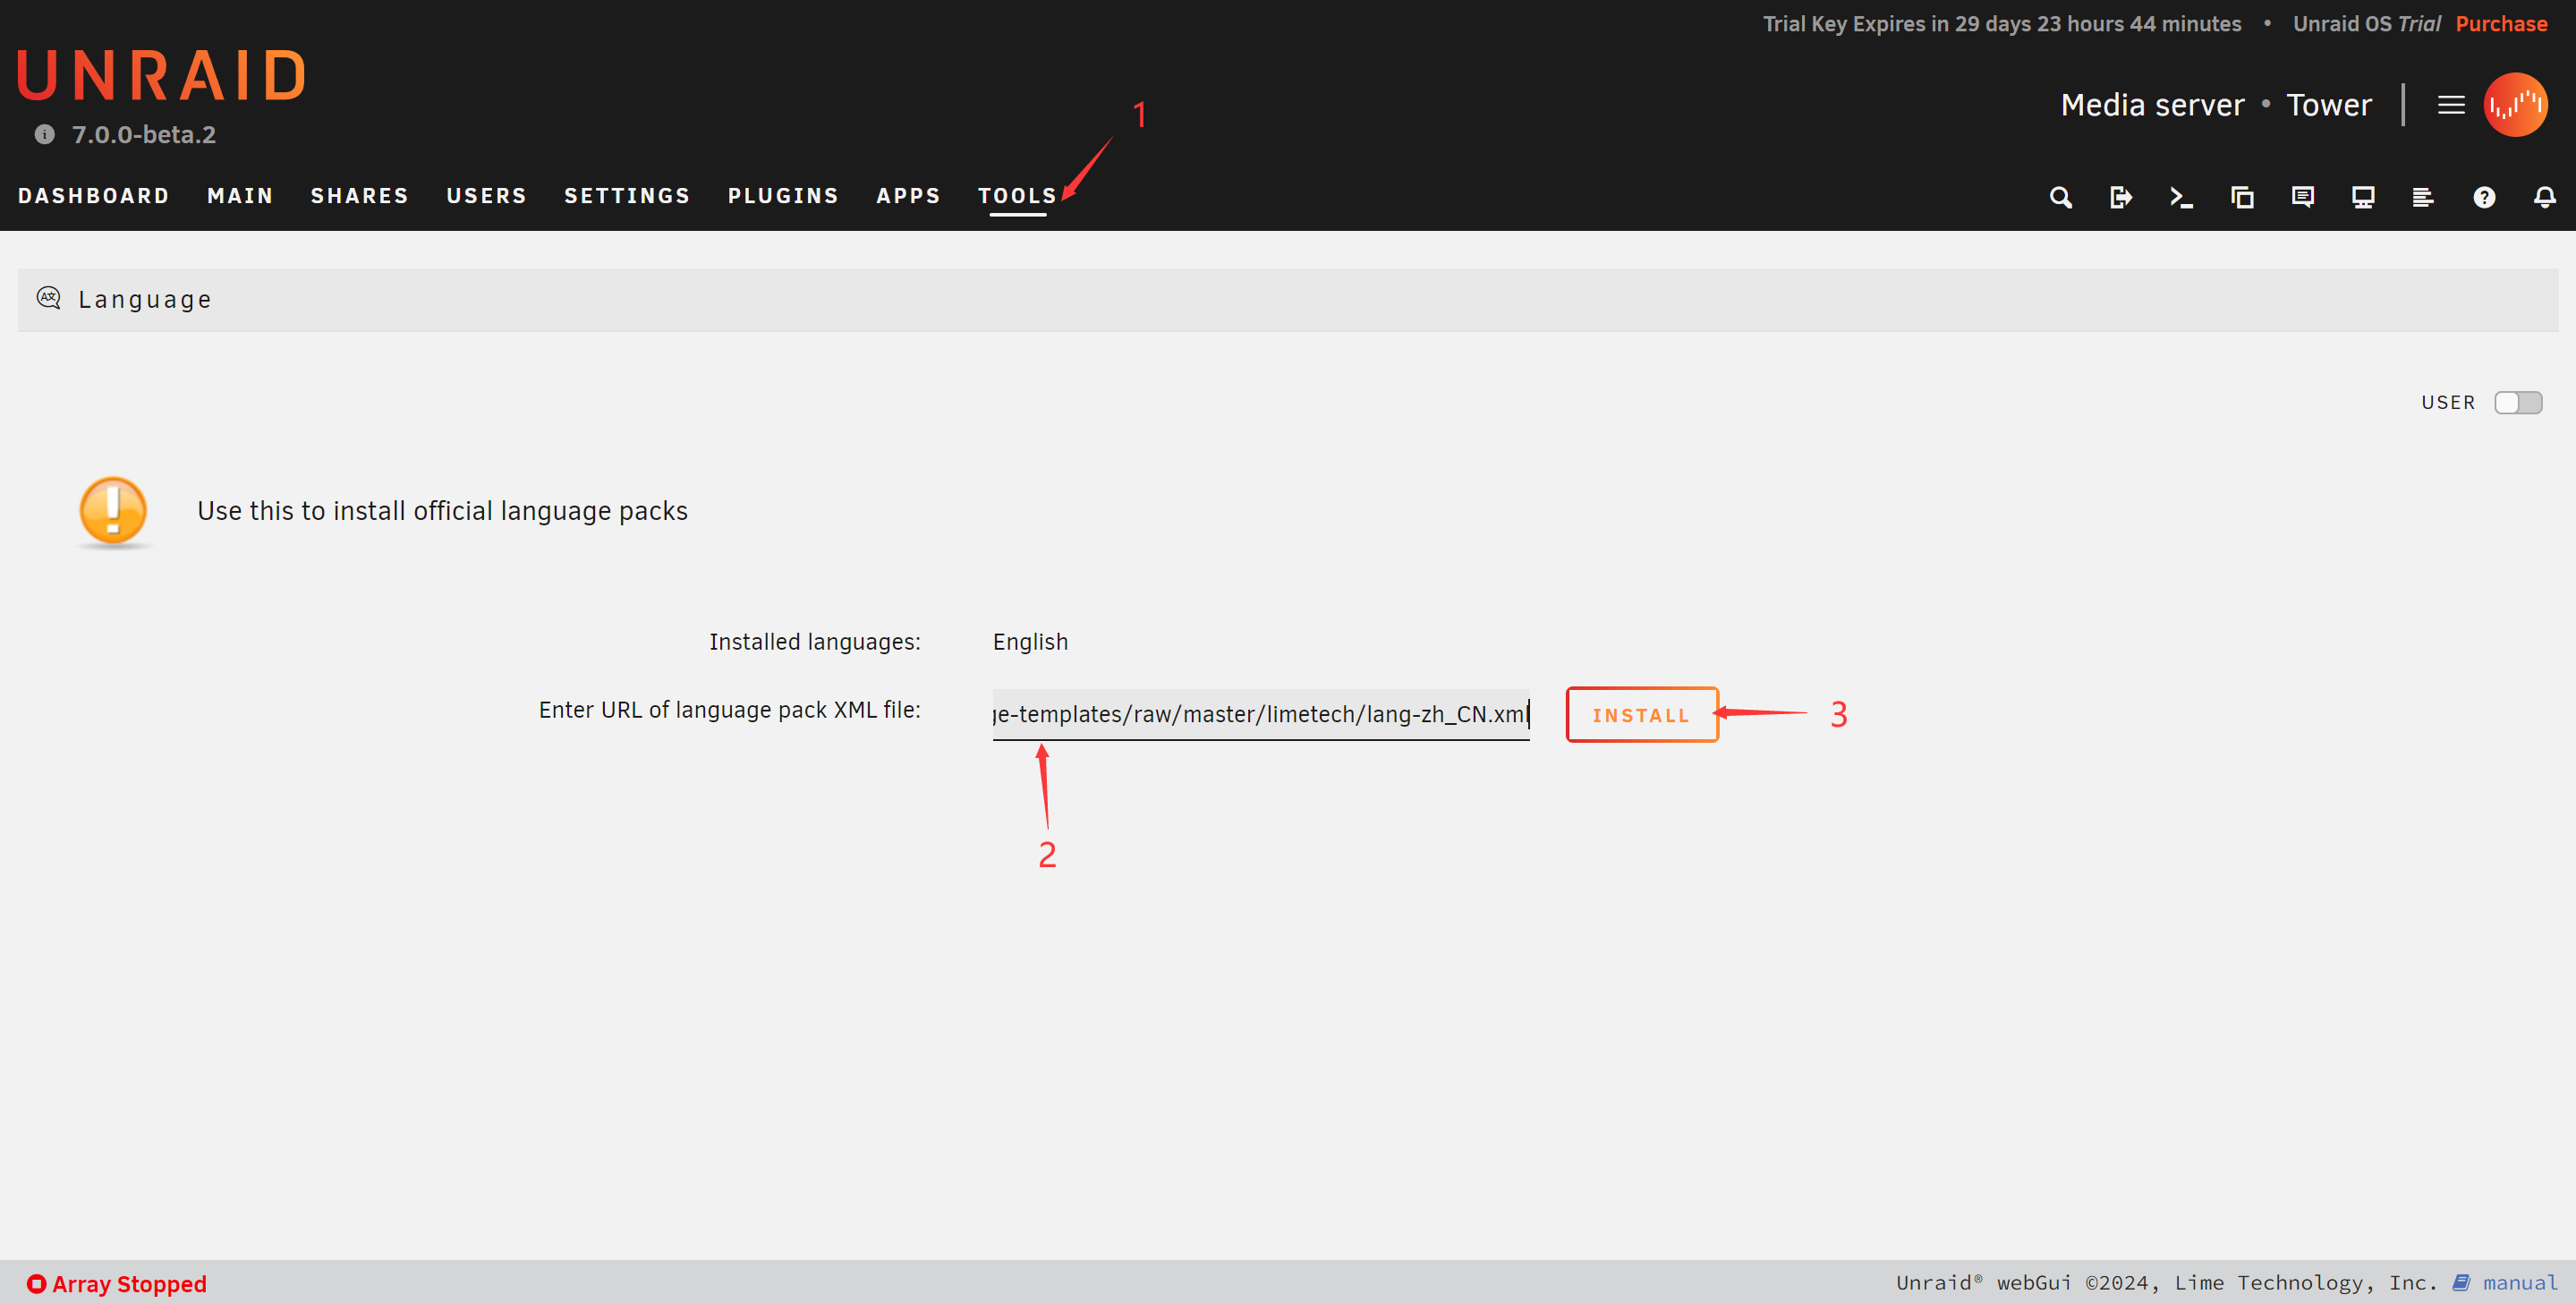 Trial Key Expires in 29 days 23 hours 44 minutes • Unraid OS Trial Purchase
UNRAID
7.0.0-beta.2
Media server • Tower
1
DASHBOARD MAIN SHARES USERS SETTINGS PLUGINS APPS TOOLS
Language
USER
Use this to install official language packs
Installed languages: English
Enter URL of language pack XML file: ge-templates/raw/master/limetech/lang-zh_CN.xml INSTALL 3
2
Array Stopped
Unraid® webGui ©2024, Lime Technology, Inc. manual